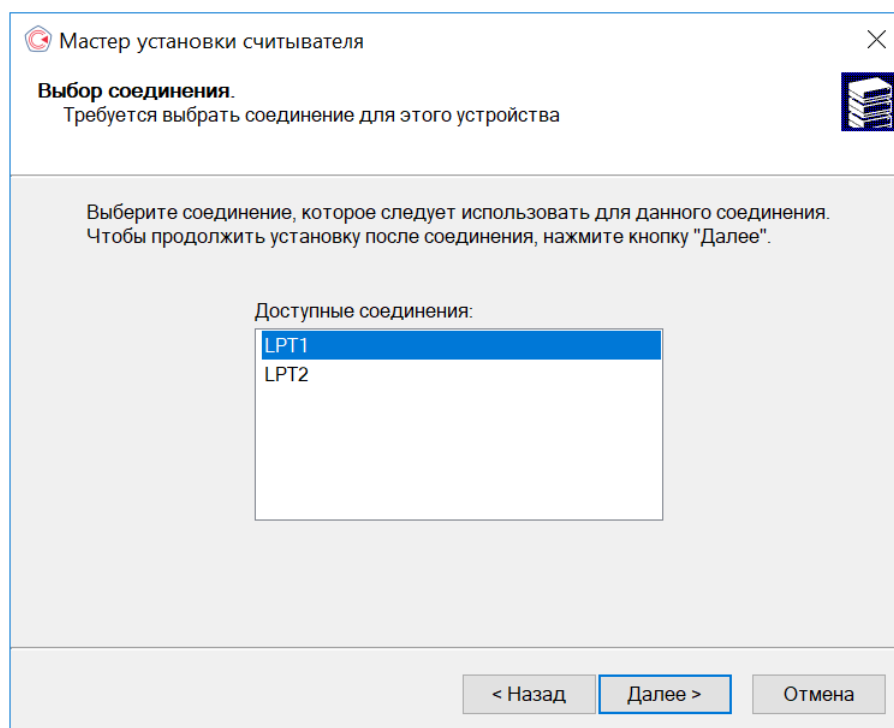 Мастер установки считывателя
Выбор соединения.
Требуется выбрать соединение для этого устройства
Выберите соединение, которое следует использовать для данного соединения.
Чтобы продолжить установку после соединения, нажмите кнопку "Далее".
Доступные соединения:
LPT1
LPT2
< Назад
Далее >
Отмена